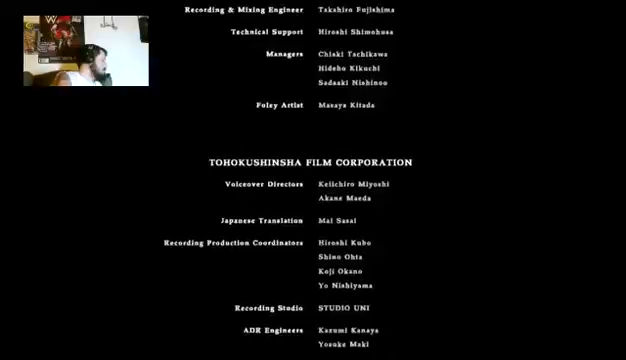 Recording & Mixing Engineer Takahiro Fujishima
Technical Support Hiroshi Shimohusa
Managers Chiaki Tachikawa
Hideho Kikuchi
Sadaaki Nishinoo
Foley Artist Masaya Kitada
TOHOKUSHINSHA FILM CORPORATION
Voiceover Directors Keiichiro Miyoshi
Akane Maeda
Japanese Translation Mai Sasai
Recording Production Coordinators Hiroshi Kubo
Shino Ohta
Koji Okano
Yo Nishiyama
Recording Studio STUDIO UNI
ADR Engineers Kazumi Kanaya
Yosuke Maki